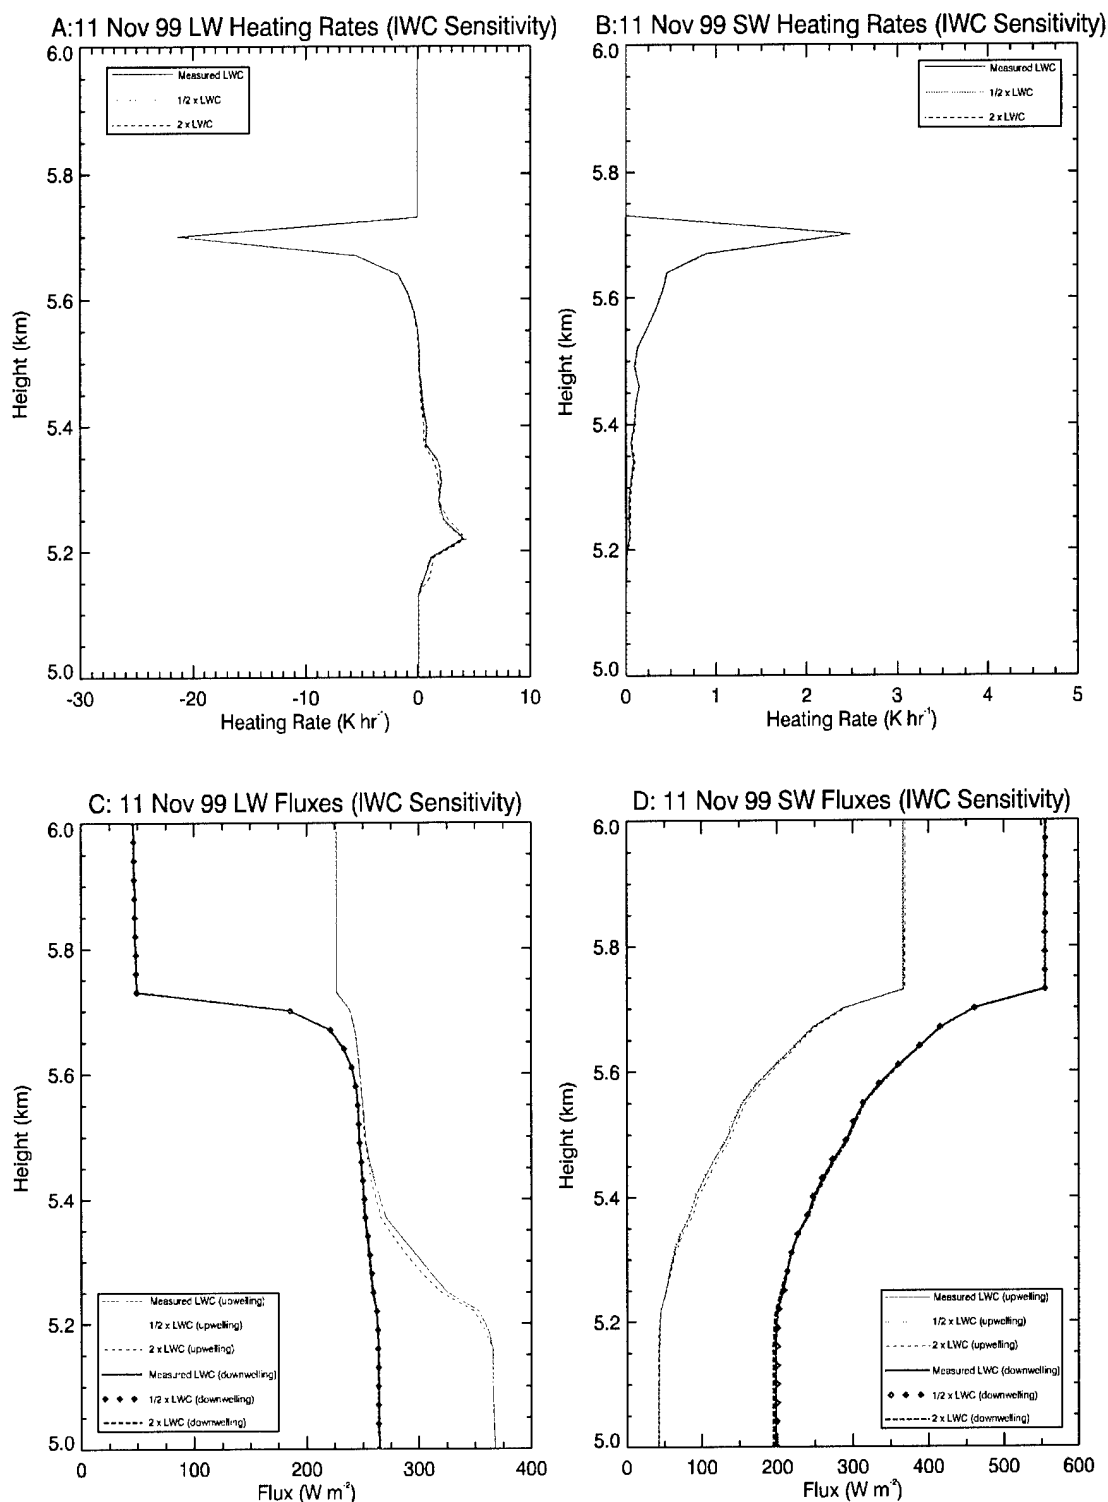 A:11 Nov 99 LW Heating Rates (IWC Sensitivity)
6.0
5.8
5.6
5.4
5.2
5.0
Height (km)
Measured LWC
1/2 x LWC
2 x LWC
-30
-20
-10
0
10
Heating Rate (K hr⁻¹)
B:11 Nov 99 SW Heating Rates (IWC Sensitivity)
6.0
5.8
5.6
5.4
5.2
5.0
Height (km)
Measured LWC
1/2 x LWC
2 x LWC
0
1
2
3
4
5
Heating Rate (K hr⁻¹)
C: 11 Nov 99 LW Fluxes (IWC Sensitivity)
6.0
5.8
5.6
5.4
5.2
5.0
Height (km)
Measured LWC (upwelling)
1/2 x LWC (upwelling)
2 x LWC (upwelling)
Measured LWC (downwelling)
1/2 x LWC (downwelling)
2 x LWC (downwelling)
0
100
200
300
400
Flux (W m⁻²)
D: 11 Nov 99 SW Fluxes (IWC Sensitivity)
6.0
5.8
5.6
5.4
5.2
5.0
Height (km)
Measured LWC (upwelling)
1/2 x LWC (upwelling)
2 x LWC (upwelling)
Measured LWC (downwelling)
1/2 x LWC (downwelling)
2 x LWC (downwelling)
0
100
200
300
400
500
600
Flux (W m⁻²)